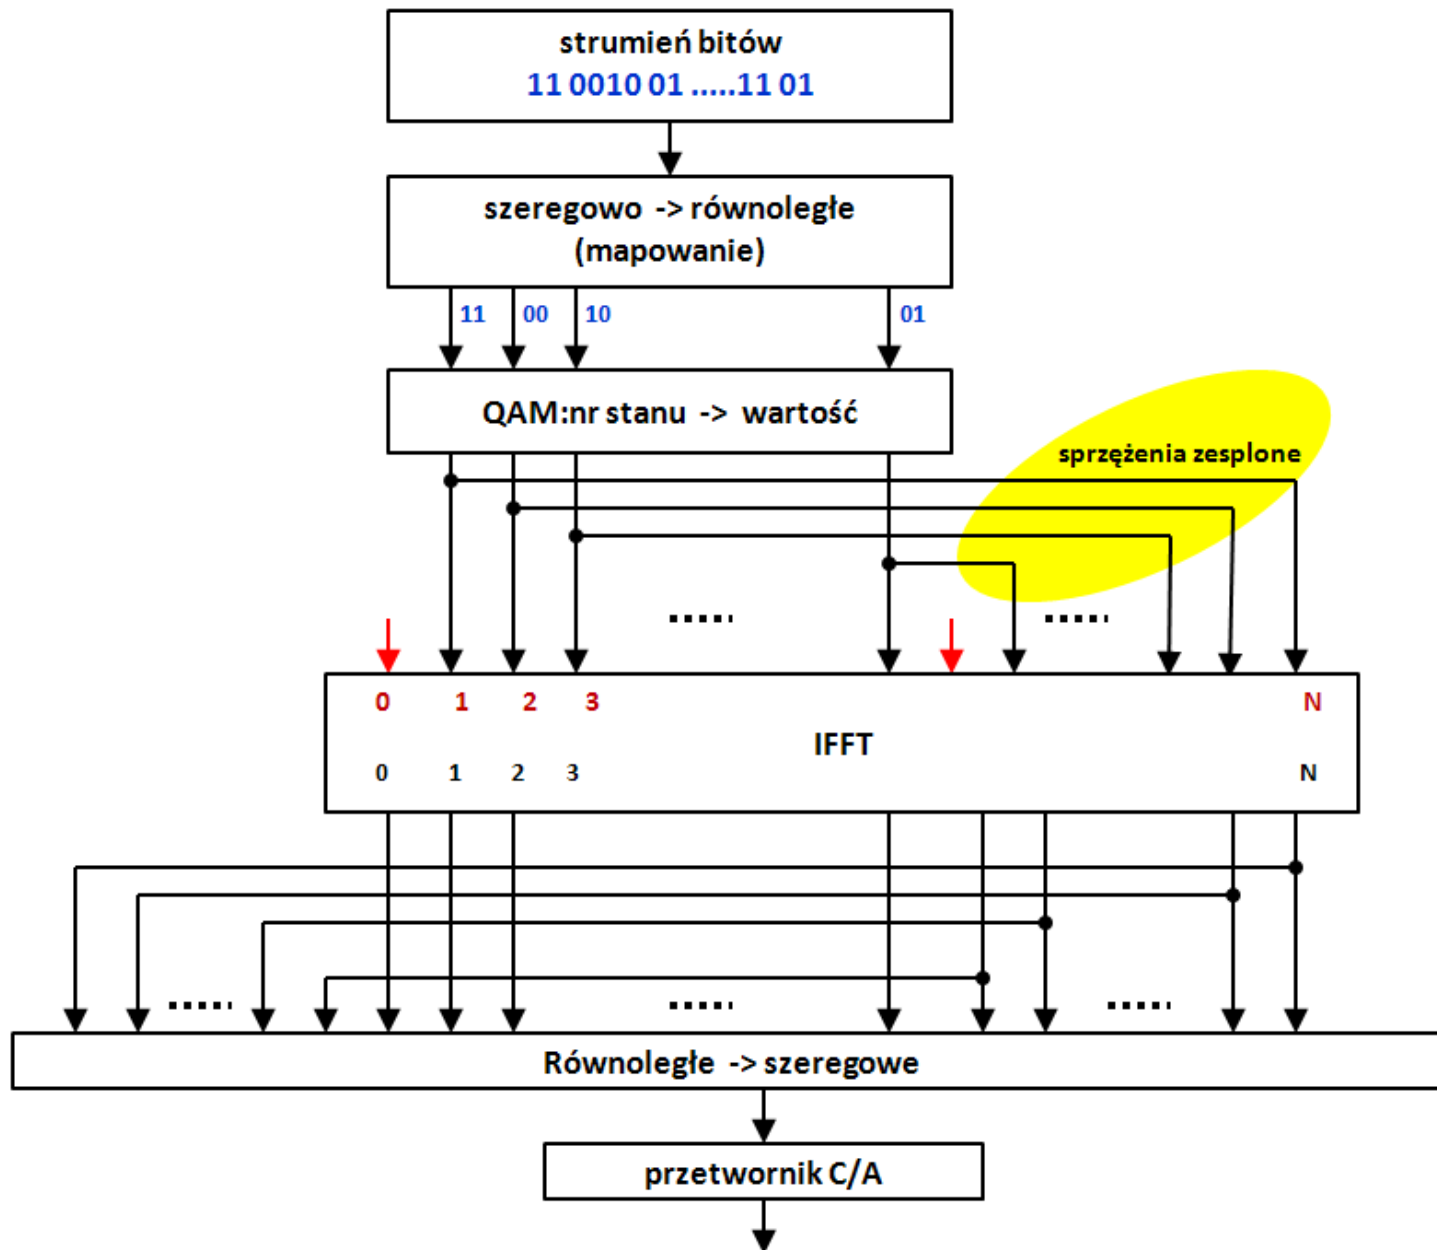 strumień bitów
11 0010 01 .....11 01
szeregowo -> równoległe
(mapowanie)
11 00 10 01
QAM:nr stanu -> wartość
sprzężenia zesplone
0 1 2 3 N
IFFT
0 1 2 3 N
Równoległe -> szeregowe
przetwornik C/A